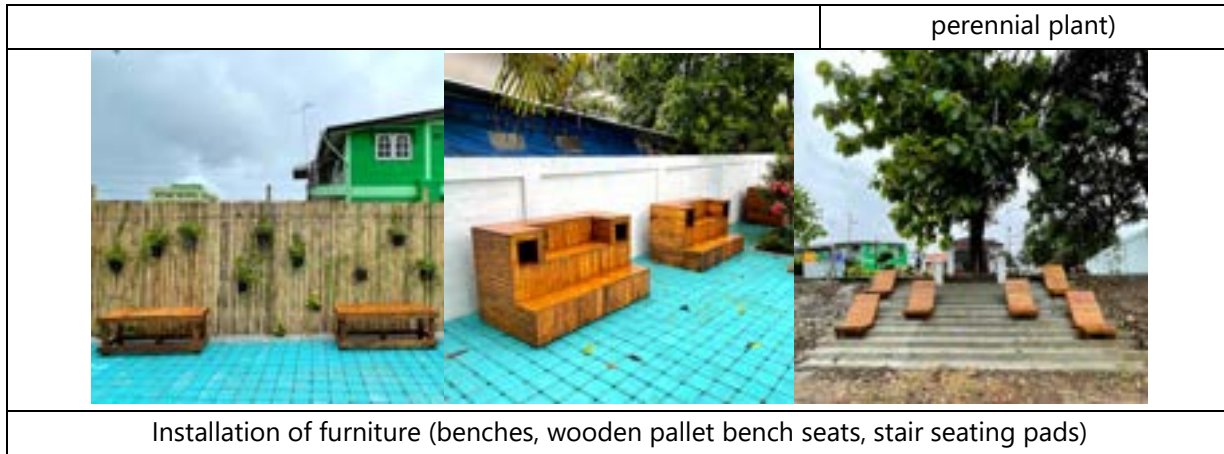 perennial plant)
Installation of furniture (benches, wooden pallet bench seats, stair seating pads)